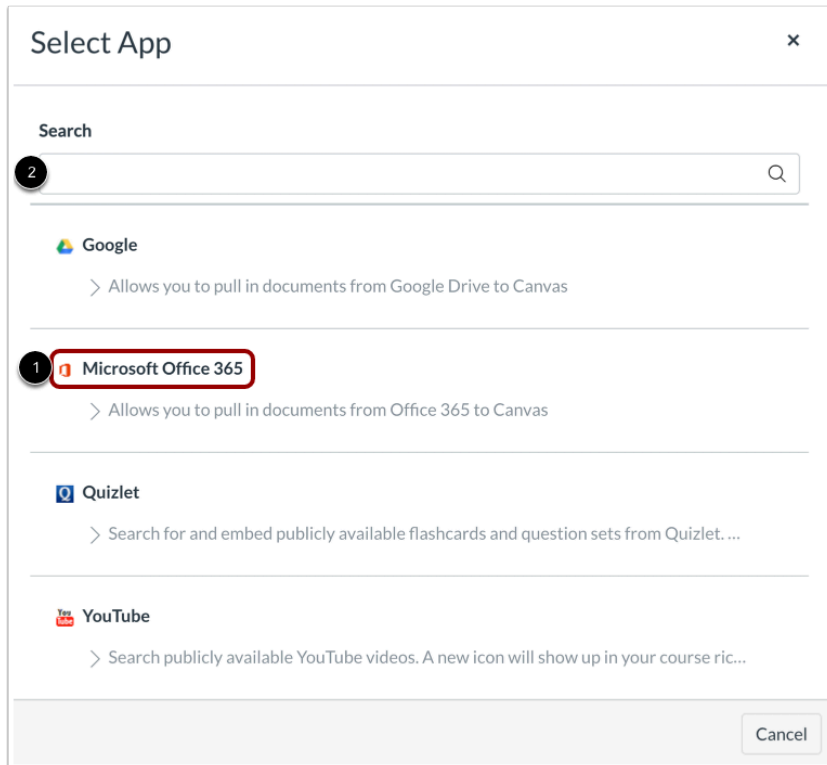 Select App
×
Search
2
Google
Allows you to pull in documents from Google Drive to Canvas
1 Microsoft Office 365
Allows you to pull in documents from Office 365 to Canvas
Q Quizlet
Search for and embed publicly available flashcards and question sets from Quizlet. ...
You Tube YouTube
Search publicly available YouTube videos. A new icon will show up in your course ric...
Cancel